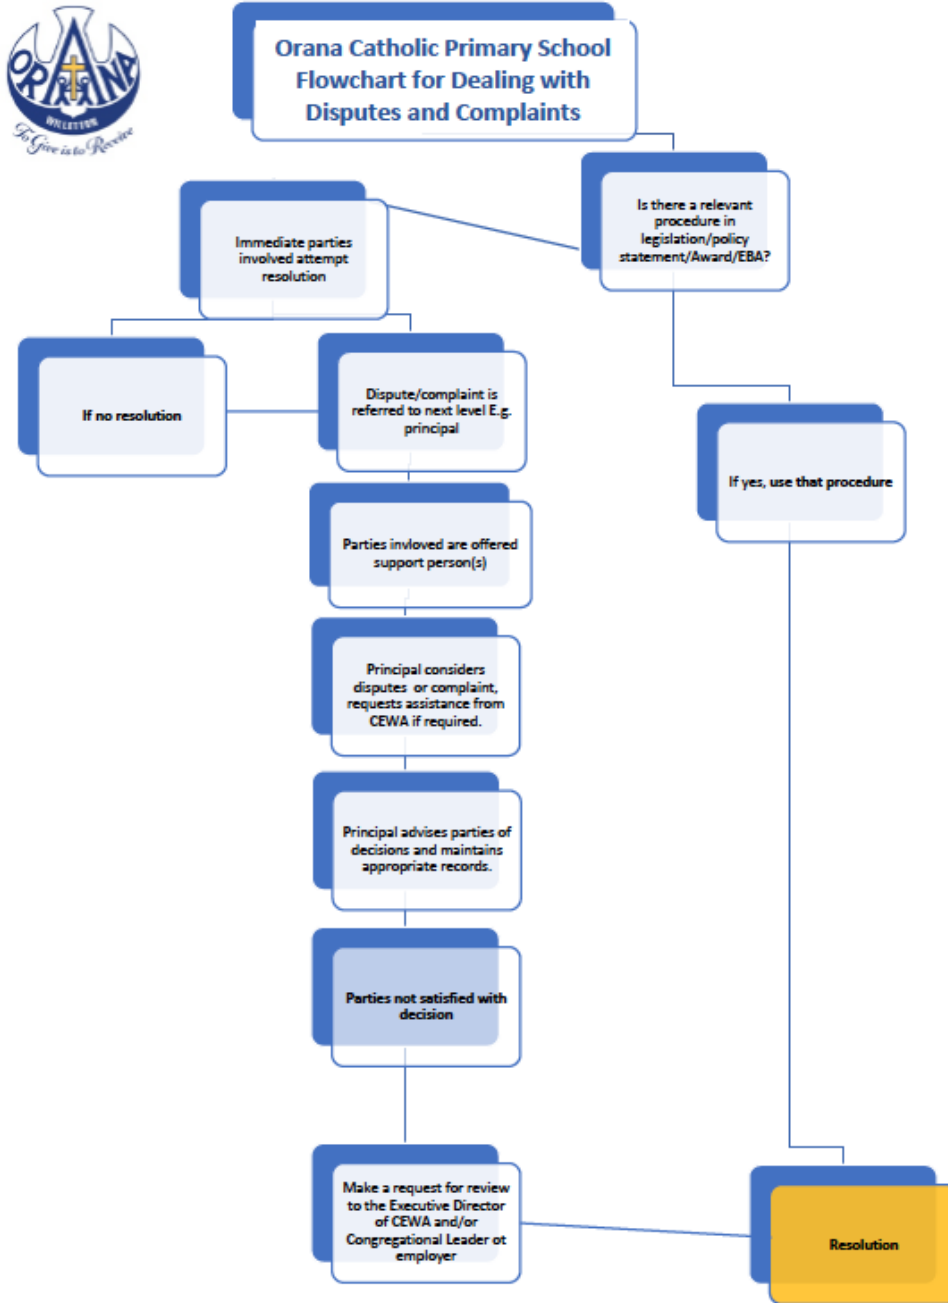 ORANA
WILLETTON
To Give is to Receive
Orana Catholic Primary School
Flowchart for Dealing with
Disputes and Complaints
Is there a relevant
procedure in
legislation/policy
statement/Award/EBA?
Immediate parties
involved attempt
resolution
If no resolution
Dispute/complaint is
referred to next level E.g.
principal
If yes, use that procedure
Parties invloved are offered
support person(s)
Principal considers
disputes or complaint,
requests assistance from
CEWA if required.
Principal advises parties of
decisions and maintains
appropriate records.
Parties not satisfied with
decision
Make a request for review
to the Executive Director
of CEWA and/or
Congregational Leader ot
employer
Resolution